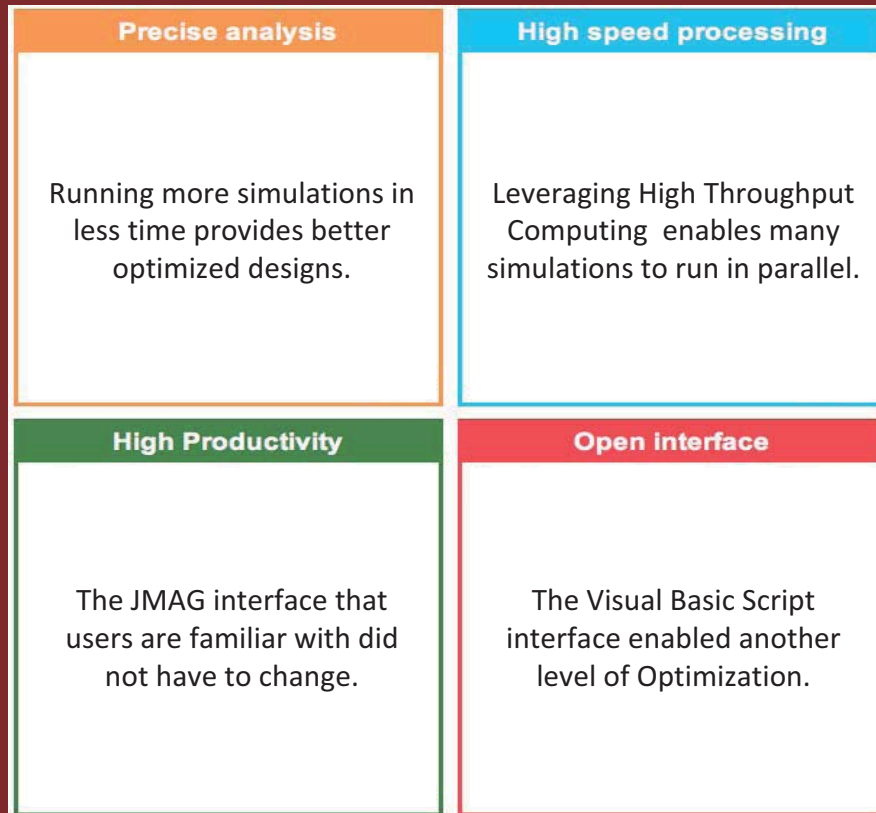 Precise analysis
Running more simulations in
less time provides better
optimized designs.
High speed processing
Leveraging High Throughput
Computing enables many
simulations to run in parallel.
High Productivity
The JMAG interface that
users are familiar with did
not have to change.
Open interface
The Visual Basic Script
interface enabled another
level of Optimization.